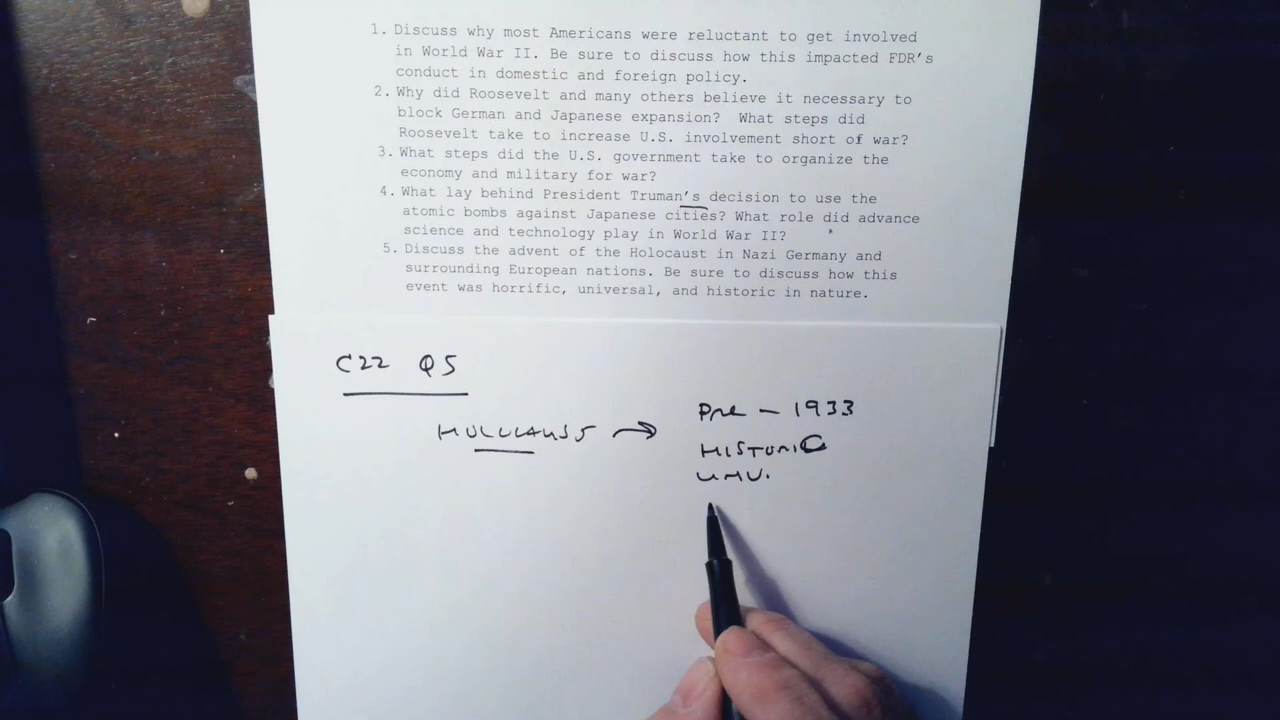 1. Discuss why most Americans were reluctant to get involved
in World War II. Be sure to discuss how this impacted FDR's
conduct in domestic and foreign policy.
2. Why did Roosevelt and many others believe it necessary to
block German and Japanese expansion? What steps did
Roosevelt take to increase U.S. involvement short of war?
3. What steps did the U.S. government take to organize the
economy and military for war?
4. What lay behind President Truman's decision to use the
atomic bombs against Japanese cities? What role did advance
science and technology play in World War II?
5. Discuss the advent of the Holocaust in Nazi Germany and
surrounding European nations. Be sure to discuss how this
event was horrific, universal, and historic in nature.
C22 Q5
HOLOCAUST → Pre - 1933
HISTORIC
UNIV.